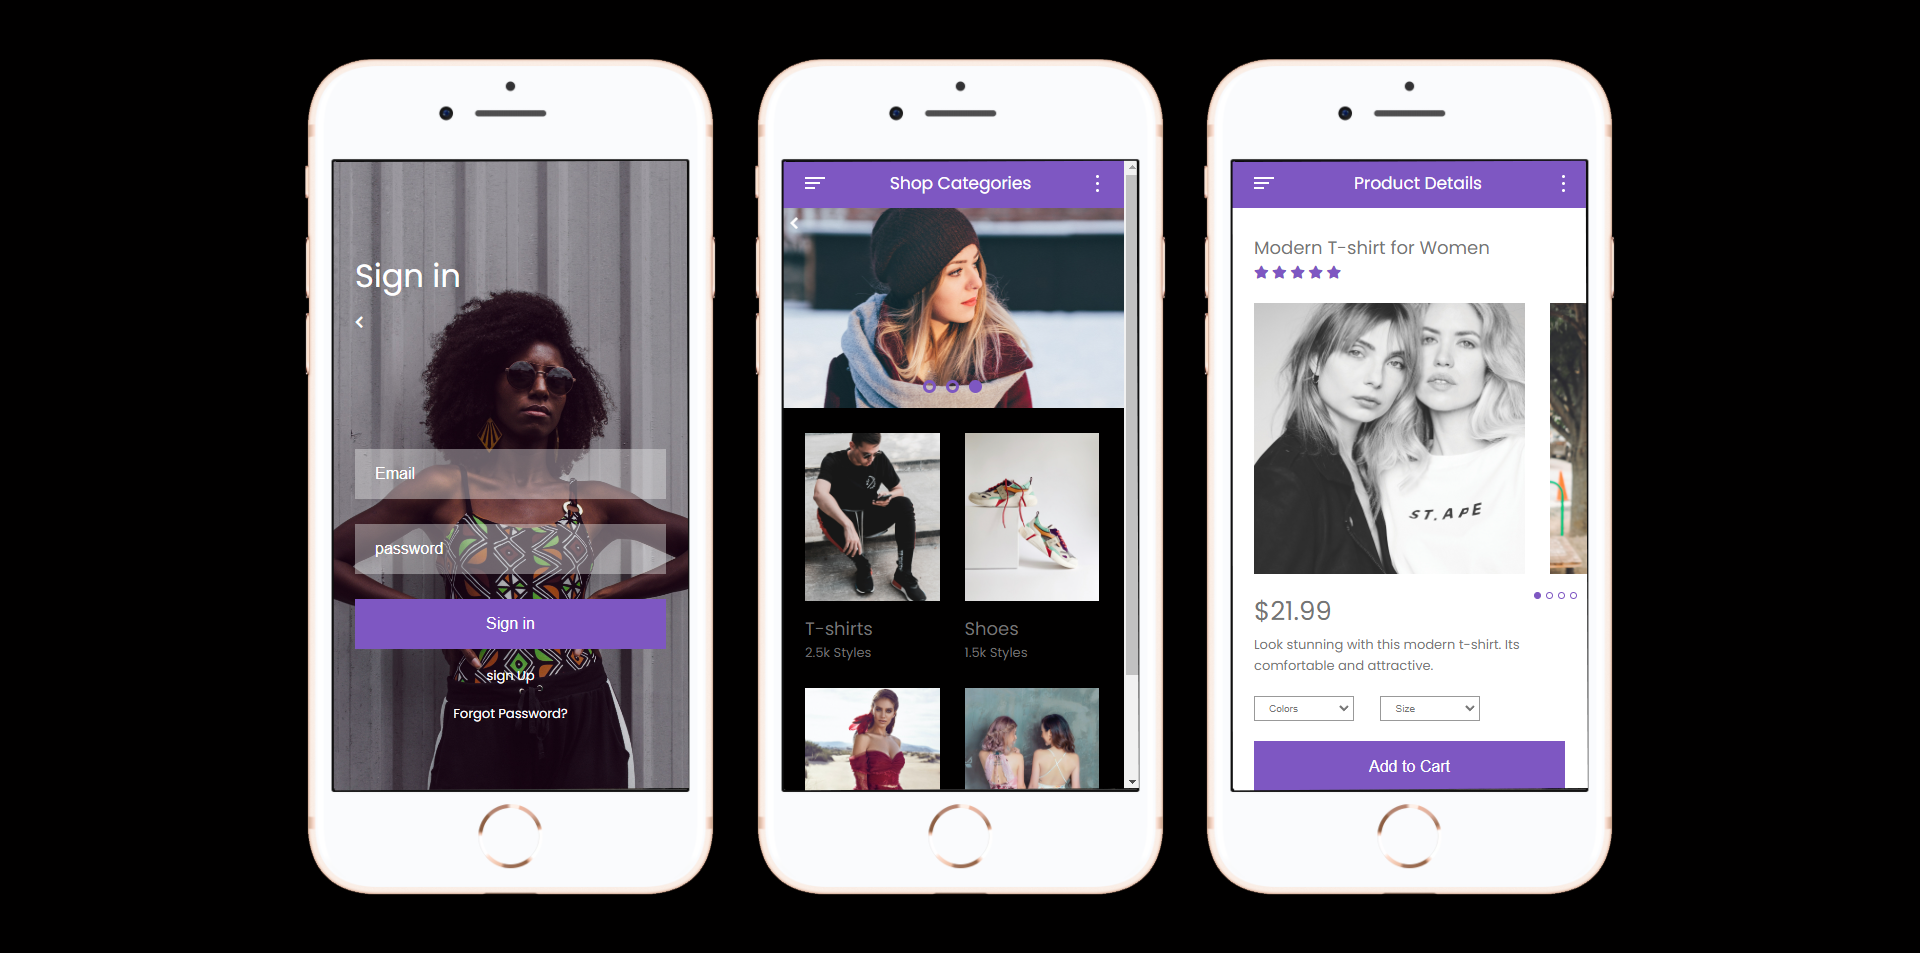 Sign in
Email
password
Sign in
sign Up
Forgot Password?
Shop Categories
T-shirts
2.5k Styles
Shoes
1.5k Styles
Product Details
Modern T-shirt for Women
ST.APE
$21.99
Look stunning with this modern t-shirt. Its
comfortable and attractive.
Colors
Size
Add to Cart